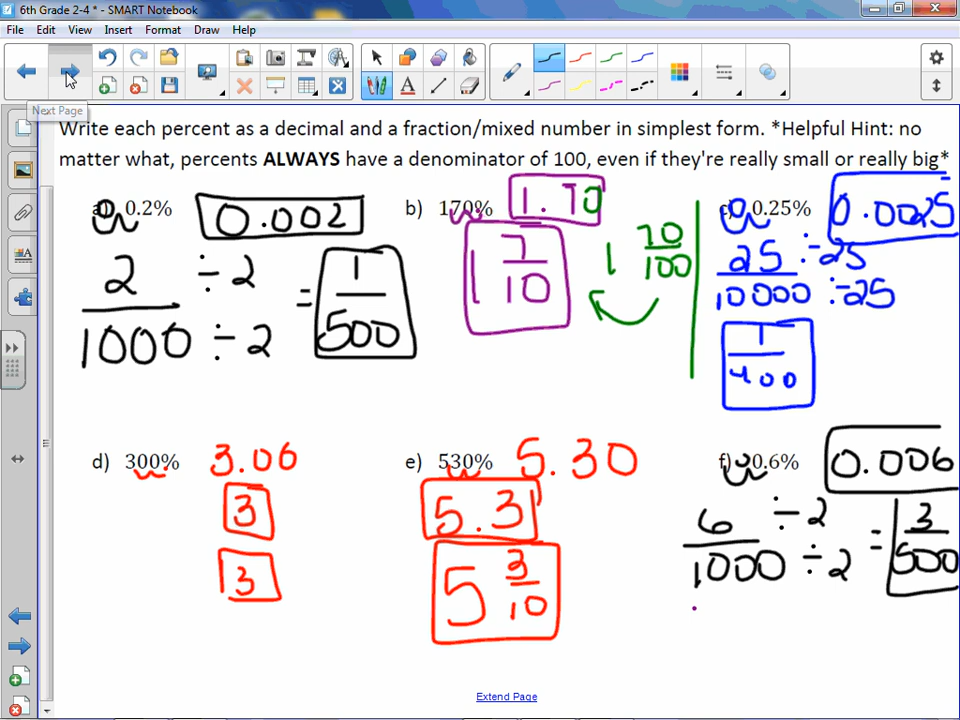 6th Grade 2-4 * - SMART Notebook
File Edit View Insert Format Draw Help
Next Page
Write each percent as a decimal and a fraction/mixed number in simplest form. *Helpful Hint: no
matter what, percents ALWAYS have a denominator of 100, even if they're really small or really big*
a) 0.2%
0.002
2/1000 ÷2/÷2 = 1/500
b) 170%
1.70
1 70/100
1 7/10
c) 0.25%
0.0025
25/10000 ÷25/÷25
1/400
d) 300%
3.00
3
3
e) 530%
5.30
5.3
5 3/10
f) 0.6%
0.006
6/1000 ÷2/÷2 = 3/500
Extend Page